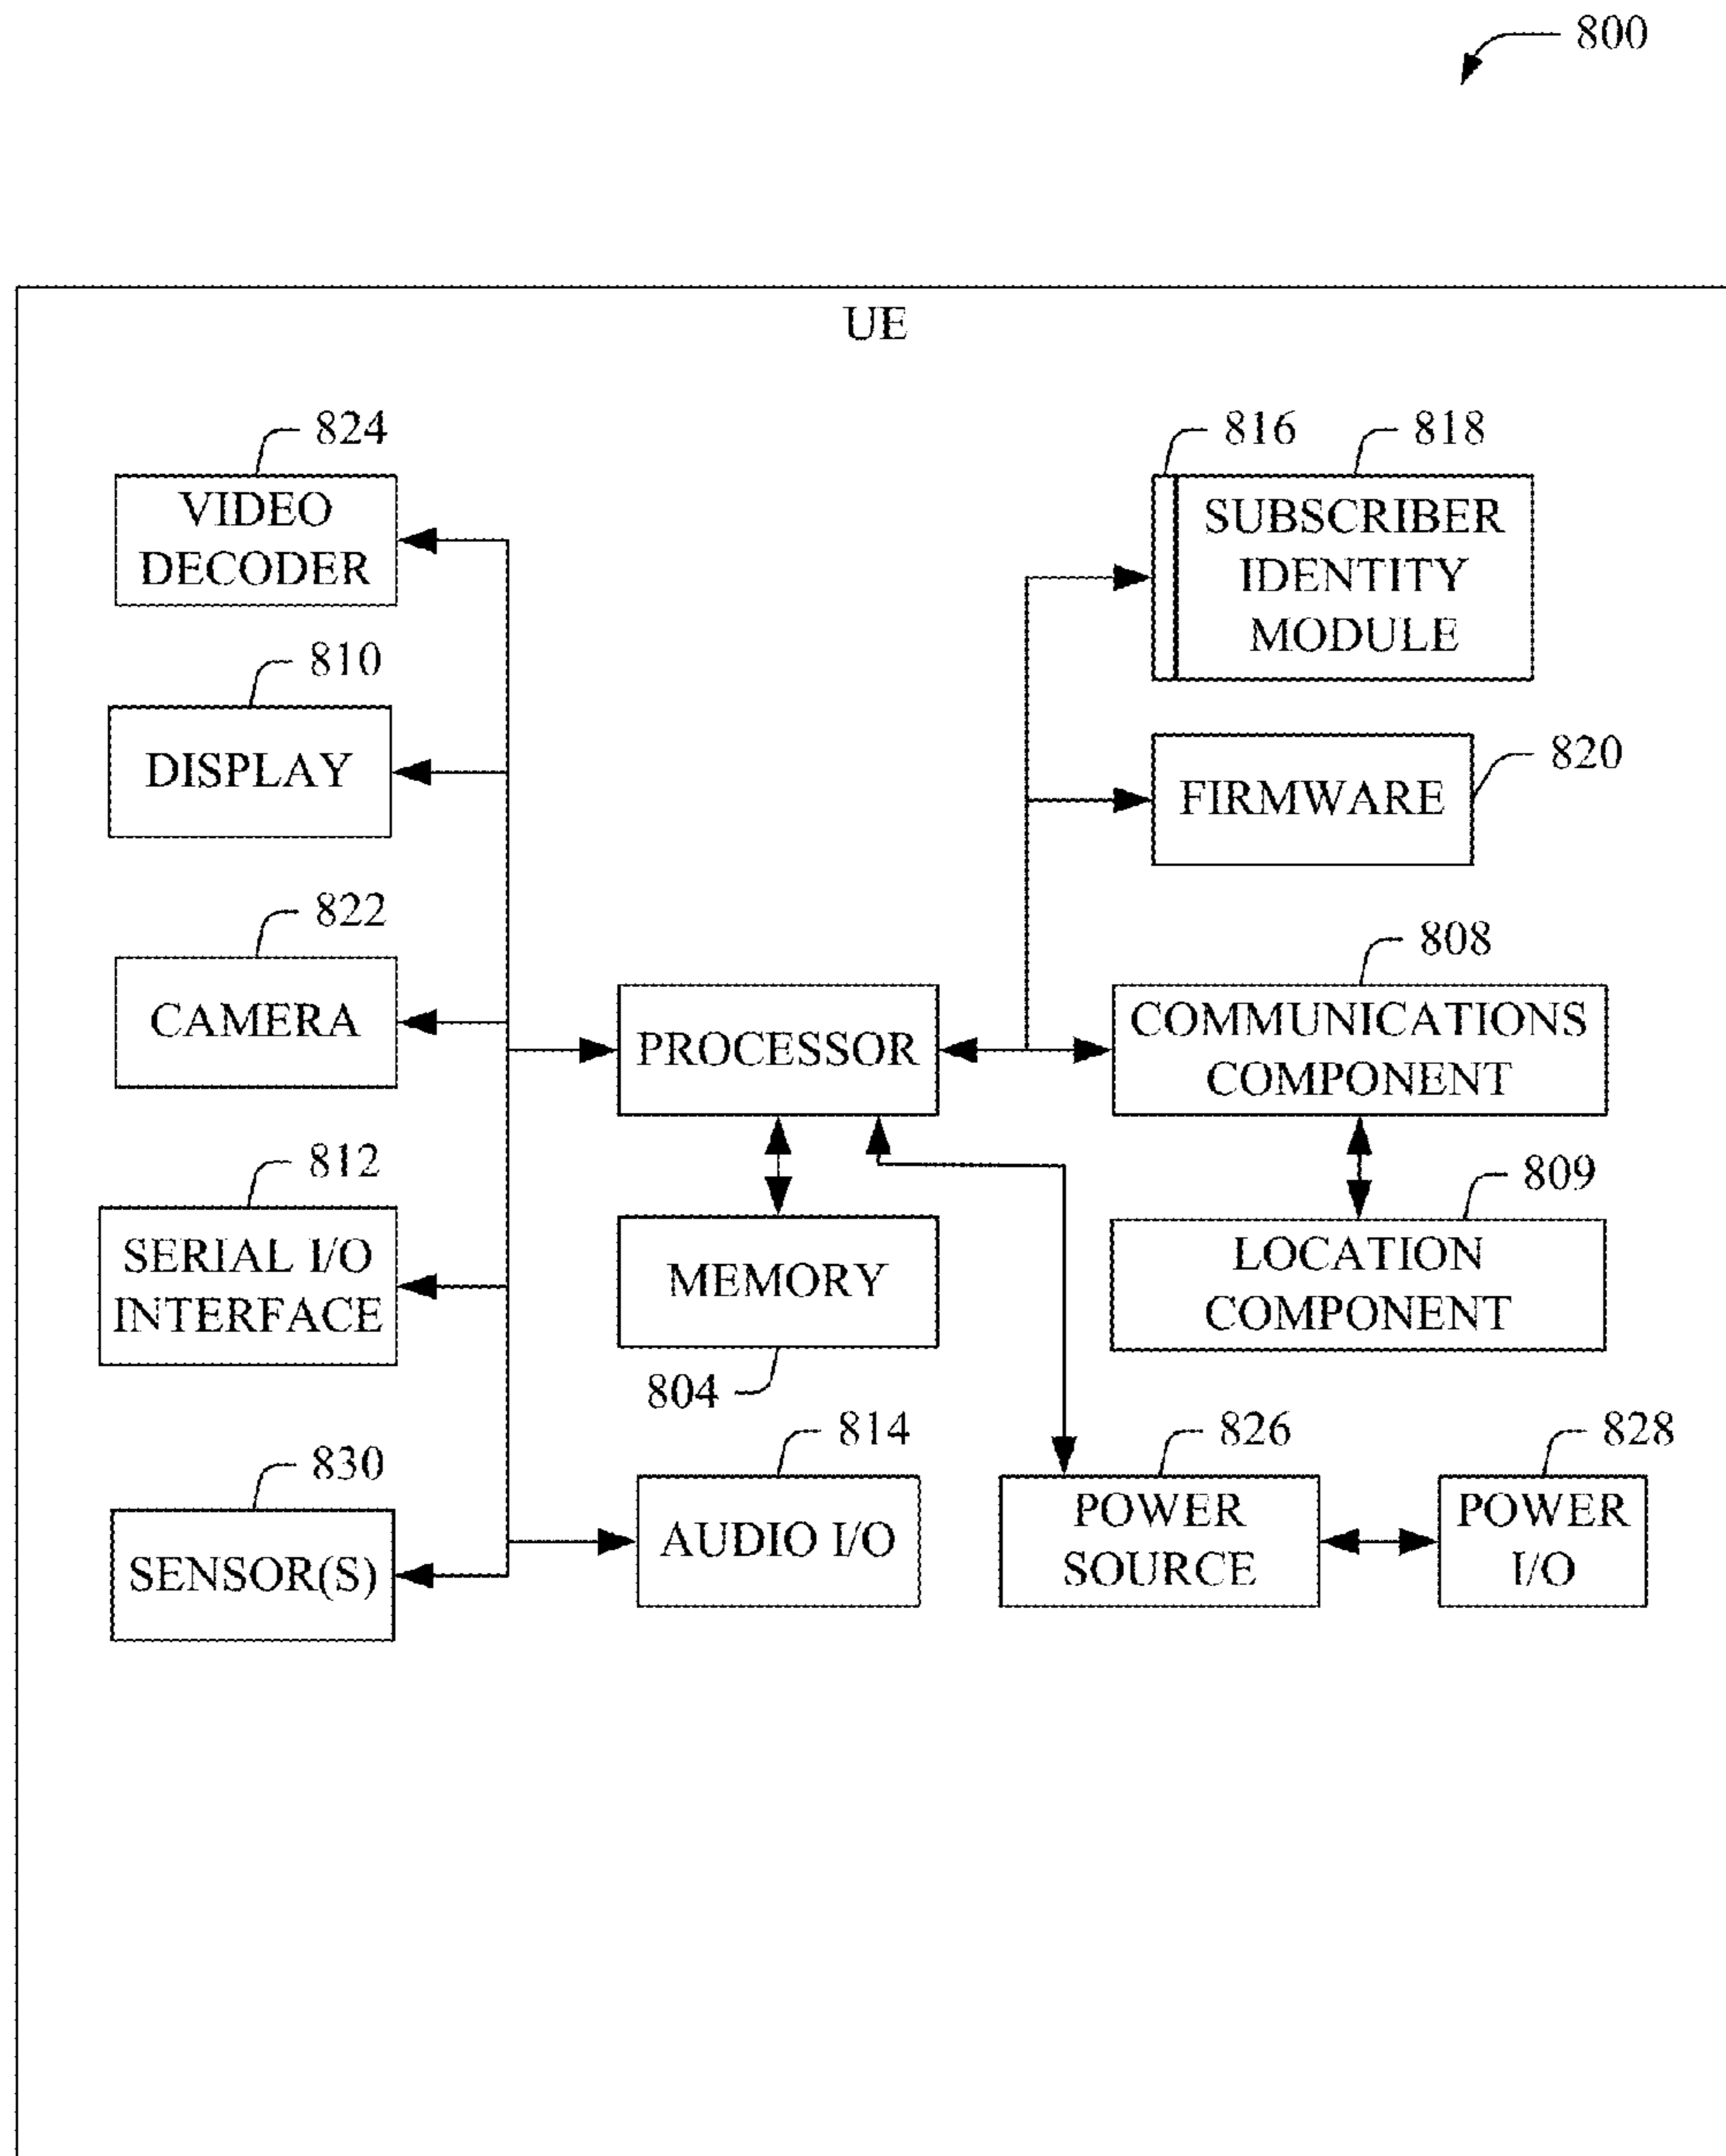 800
UE
824
VIDEO
DECODER
816
818
SUBSCRIBER
IDENTITY
MODULE
810
DISPLAY
FIRMWARE
820
822
CAMERA
PROCESSOR
808
COMMUNICATIONS
COMPONENT
812
SERIAL I/O
INTERFACE
MEMORY
804
809
LOCATION
COMPONENT
830
SENSOR(S)
814
AUDIO I/O
826
POWER
SOURCE
828
POWER
I/O